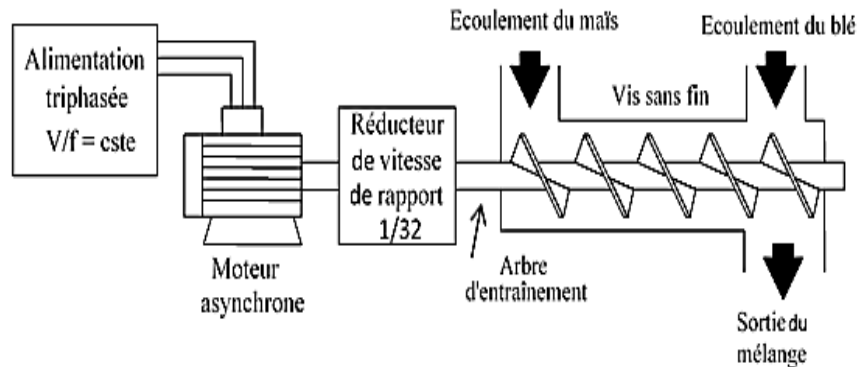 Alimentation
triphasée
V/f = cste
Moteur
asynchrone
Réducteur
de vitesse
de rapport
1/32
Arbre
d'entraînement
Ecoulement du maïs
Vis sans fin
Ecoulement du blé
Sortie du
mélange